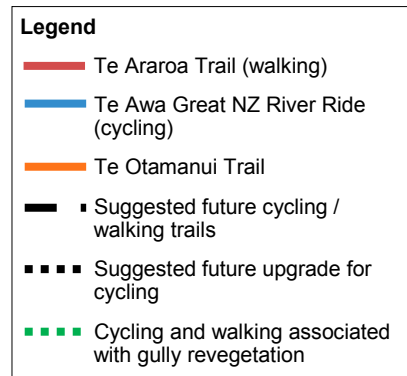 Legend
Te Araroa Trail (walking)
Te Awa Great NZ River Ride
(cycling)
Te Otamanui Trail
Suggested future cycling /
walking trails
Suggested future upgrade for
cycling
Cycling and walking associated
with gully revegetation